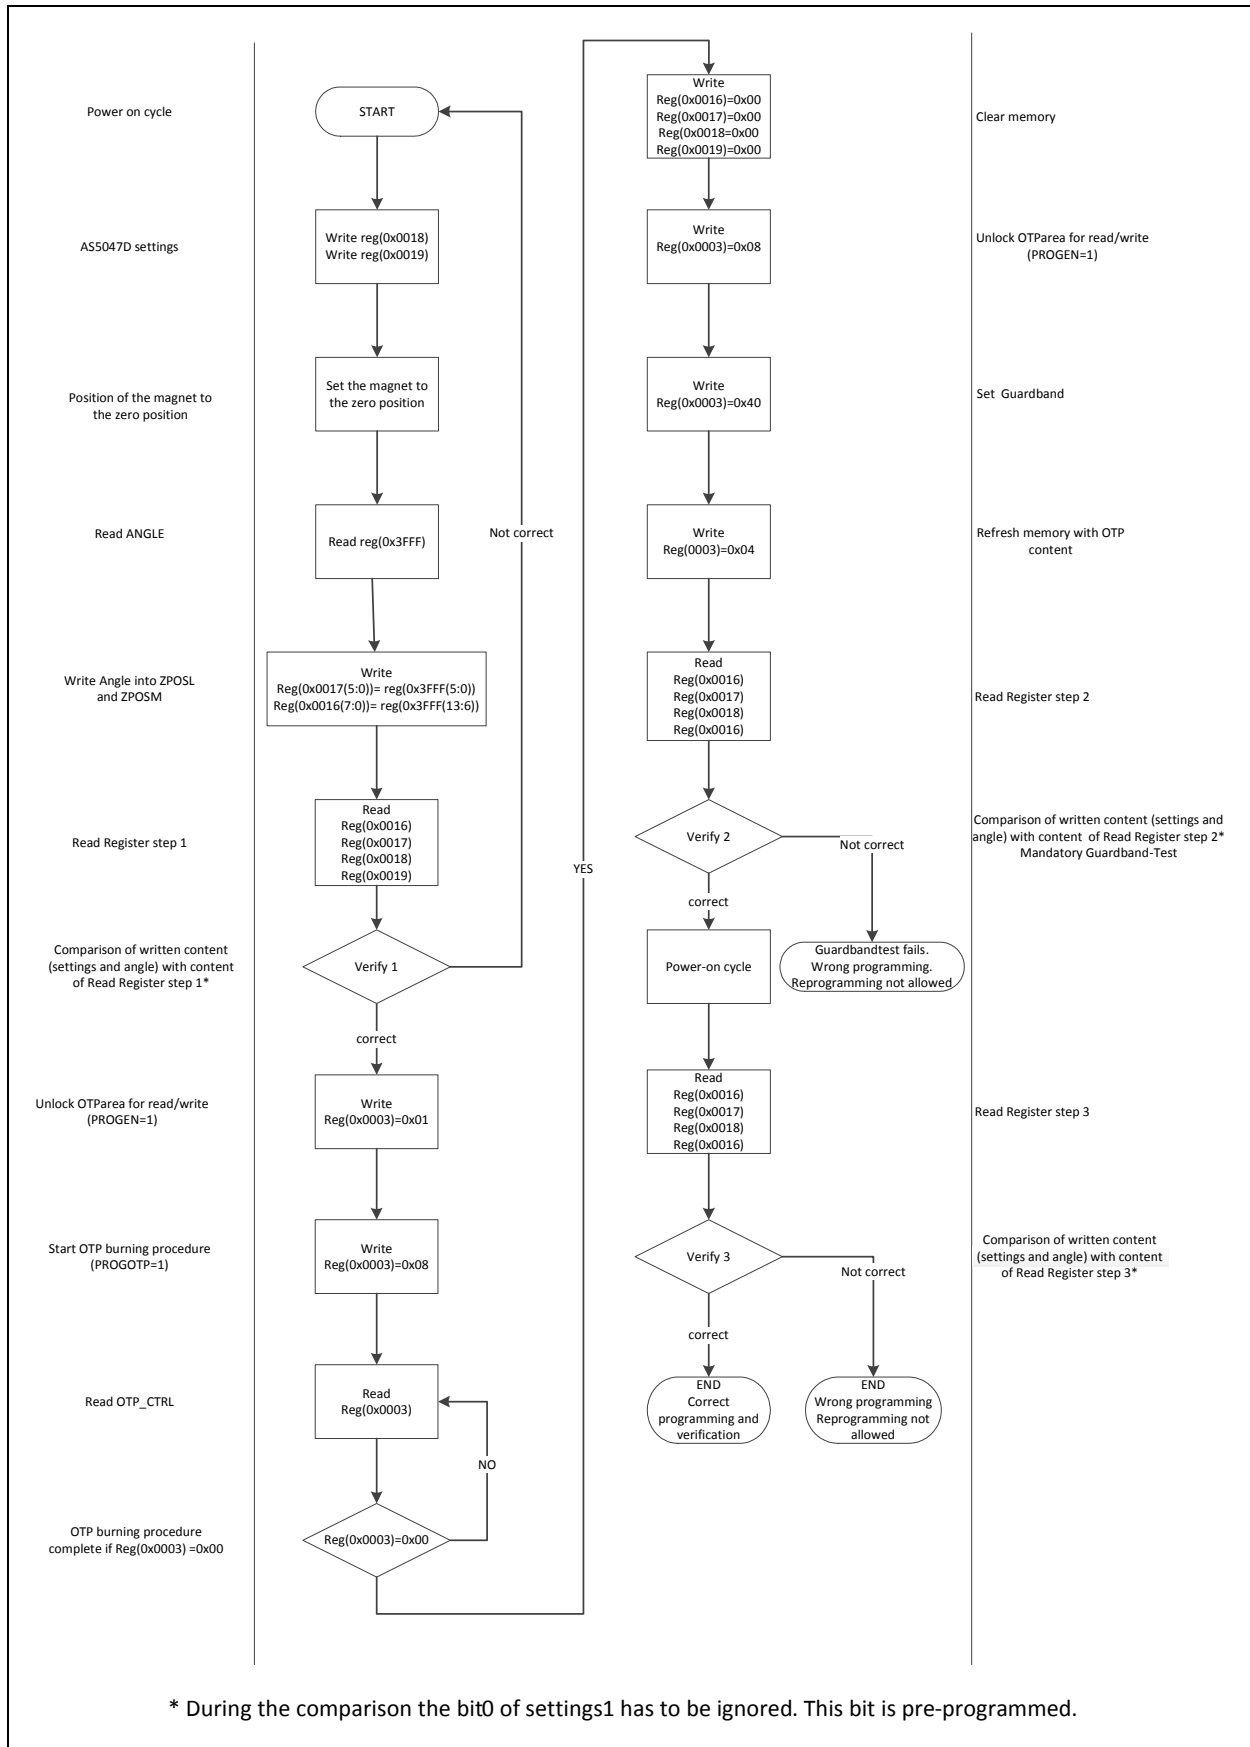 Power on cycle
START
AS5047D settings
Write reg(0x0018)
Write reg(0x0019)
Position of the magnet to
the zero position
Set the magnet to
the zero position
Read ANGLE
Read reg(0x3FFF)
Not correct
Write Angle into ZPOSL
and ZPOSM
Write
Reg(0x0017(5:0))= reg(0x3FFF(5:0))
Reg(0x0016(7:0))= reg(0x3FFF(13:6))
Read Register step 1
Read
Reg(0x0016)
Reg(0x0017)
Reg(0x0018)
Reg(0x0019)
Comparison of written content
(settings and angle) with content
of Read Register step 1*
Verify 1
correct
Unlock OTParea for read/write
(PROGEN=1)
Write
Reg(0x0003)=0x01
Start OTP burning procedure
(PROGOTP=1)
Write
Reg(0x0003)=0x08
Read OTP_CTRL
Read
Reg(0x0003)
NO
OTP burning procedure
complete if Reg(0x0003) =0x00
Reg(0x0003)=0x00
YES
Write
Reg(0x0016)=0x00
Reg(0x0017)=0x00
Reg(0x0018=0x00
Reg(0x0019)=0x00
Clear memory
Write
Reg(0x0003)=0x08
Unlock OTParea for read/write
(PROGEN=1)
Write
Reg(0x0003)=0x40
Set Guardband
Write
Reg(0003)=0x04
Refresh memory with OTP
content
Read
Reg(0x0016)
Reg(0x0017)
Reg(0x0018)
Reg(0x0016)
Read Register step 2
Verify 2
Not correct
Comparison of written content (settings and
angle) with content of Read Register step 2*
Mandatory Guardband-Test
correct
Guardbandtest fails.
Wrong programming.
Reprogramming not allowed
Power-on cycle
Read
Reg(0x0016)
Reg(0x0017)
Reg(0x0018)
Reg(0x0016)
Read Register step 3
Verify 3
Not correct
Comparison of written content
(settings and angle) with content
of Read Register step 3*
correct
END
Correct
programming and
verification
END
Wrong programming
Reprogramming not
allowed
* During the comparison the bit0 of settings1 has to be ignored. This bit is pre-programmed.